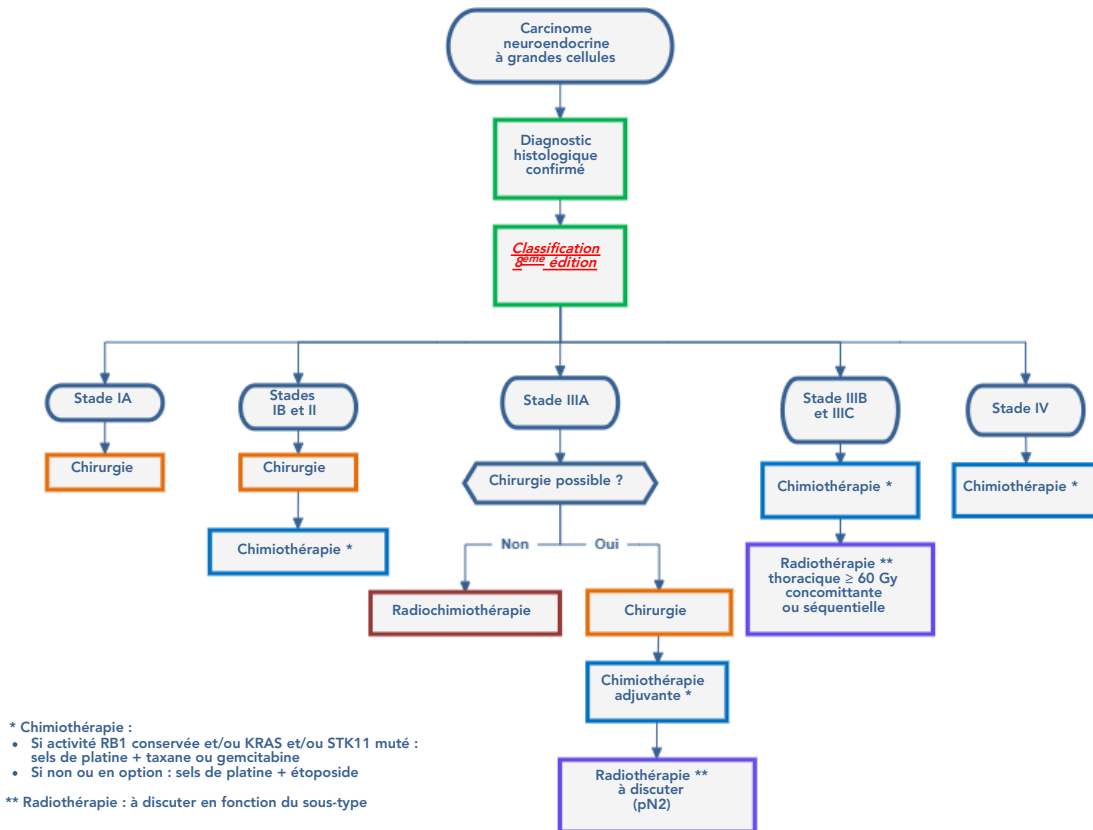 Carcinome
neuroendocrine
à grandes cellules
Diagnostic
histologique
confirmé
Classification
8ème édition
Stade IA
Chirurgie
Stades
IB et II
Chirurgie
Chimiothérapie *
Stade IIIA
Chirurgie possible ?
Non
Oui
Radiochimiothérapie
Chirurgie
Chimiothérapie
adjuvante *
Radiothérapie **
à discuter
(pN2)
Stade IIIB
et IIIC
Chimiothérapie *
Radiothérapie **
thoracique ≥ 60 Gy
concomittante
ou séquentielle
Stade IV
Chimiothérapie *
* Chimiothérapie :
• Si activité RB1 conservée et/ou KRAS et/ou STK11 muté :
sels de platine + taxane ou gemcitabine
• Si non ou en option : sels de platine + étoposide
** Radiothérapie : à discuter en fonction du sous-type